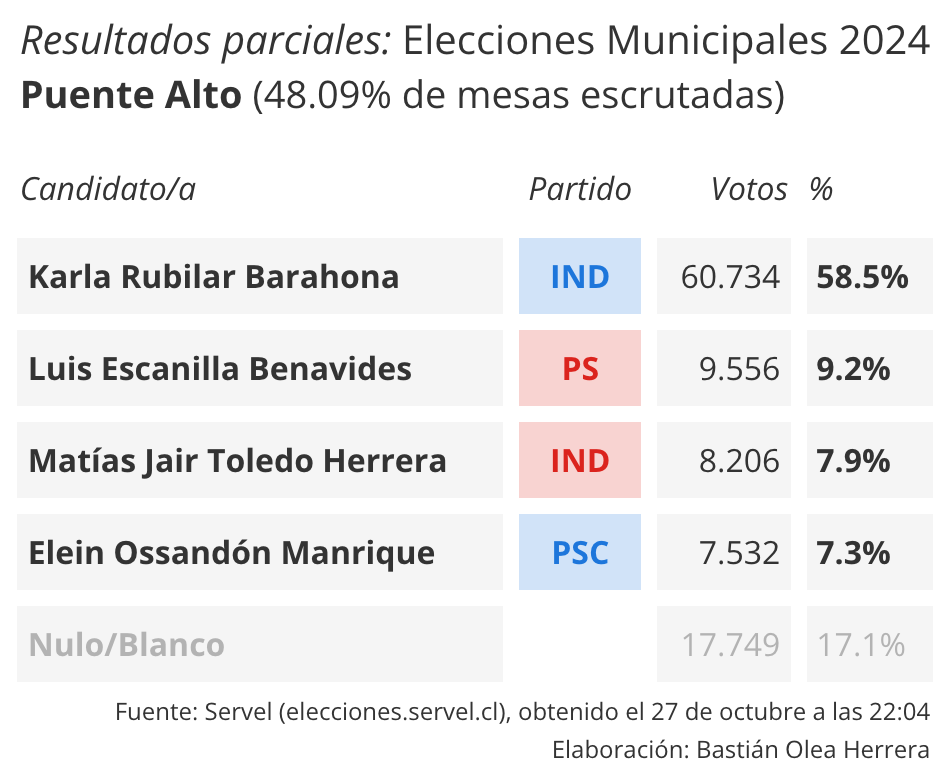 Resultados parciales: Elecciones Municipales 2024
Puente Alto (48.09% de mesas escrutadas)
Candidato/a Partido Votos %
Karla Rubilar Barahona IND 60.734 58.5%
Luis Escanilla Benavides PS 9.556 9.2%
Matías Jair Toledo Herrera IND 8.206 7.9%
Elein Ossandón Manrique PSC 7.532 7.3%
Nulo/Blanco 17.749 17.1%
Fuente: Servel (elecciones.servel.cl), obtenido el 27 de octubre a las 22:04
Elaboración: Bastián Olea Herrera